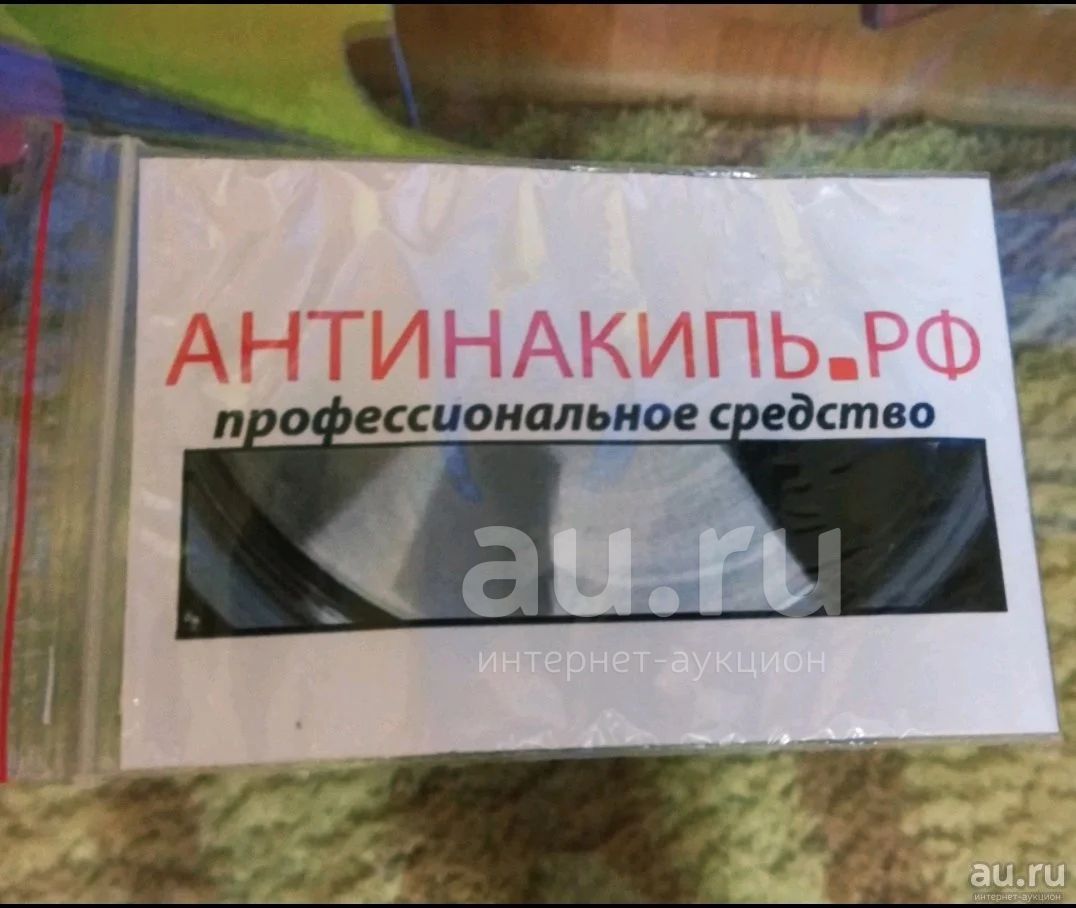 АНТИНАКИПЬ.РФ
профессиональное средство
au.ru
интернет-аукцион
au.ru
интернет-аукцион